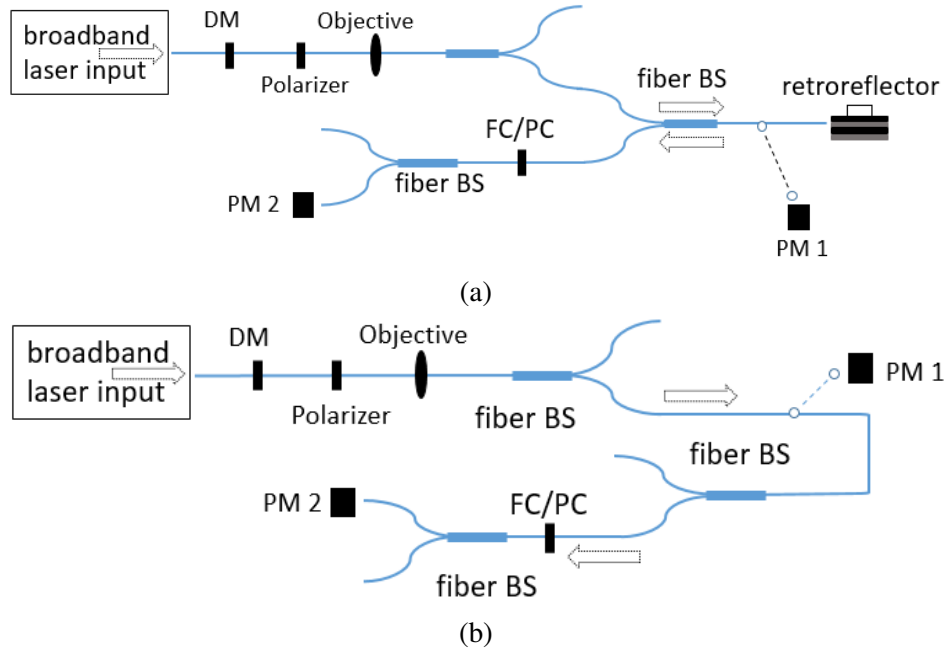 broadband
laser input
DM
Polarizer
Objective
fiber BS
retroreflector
FC/PC
fiber BS
PM 2
PM 1
(a)
broadband
laser input
DM
Polarizer
Objective
fiber BS
PM 1
fiber BS
PM 2
FC/PC
fiber BS
(b)